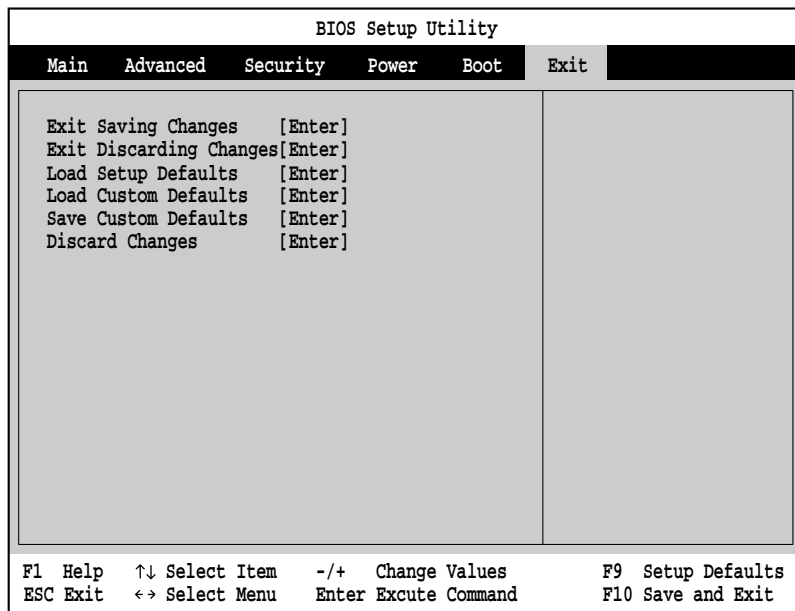 BIOS Setup Utility
Main Advanced Security Power Boot Exit
Exit Saving Changes [Enter]
Exit Discarding Changes[Enter]
Load Setup Defaults [Enter]
Load Custom Defaults [Enter]
Save Custom Defaults [Enter]
Discard Changes [Enter]
F1 Help ↑↓ Select Item -/+ Change Values F9 Setup Defaults
ESC Exit ←→ Select Menu Enter Excute Command F10 Save and Exit